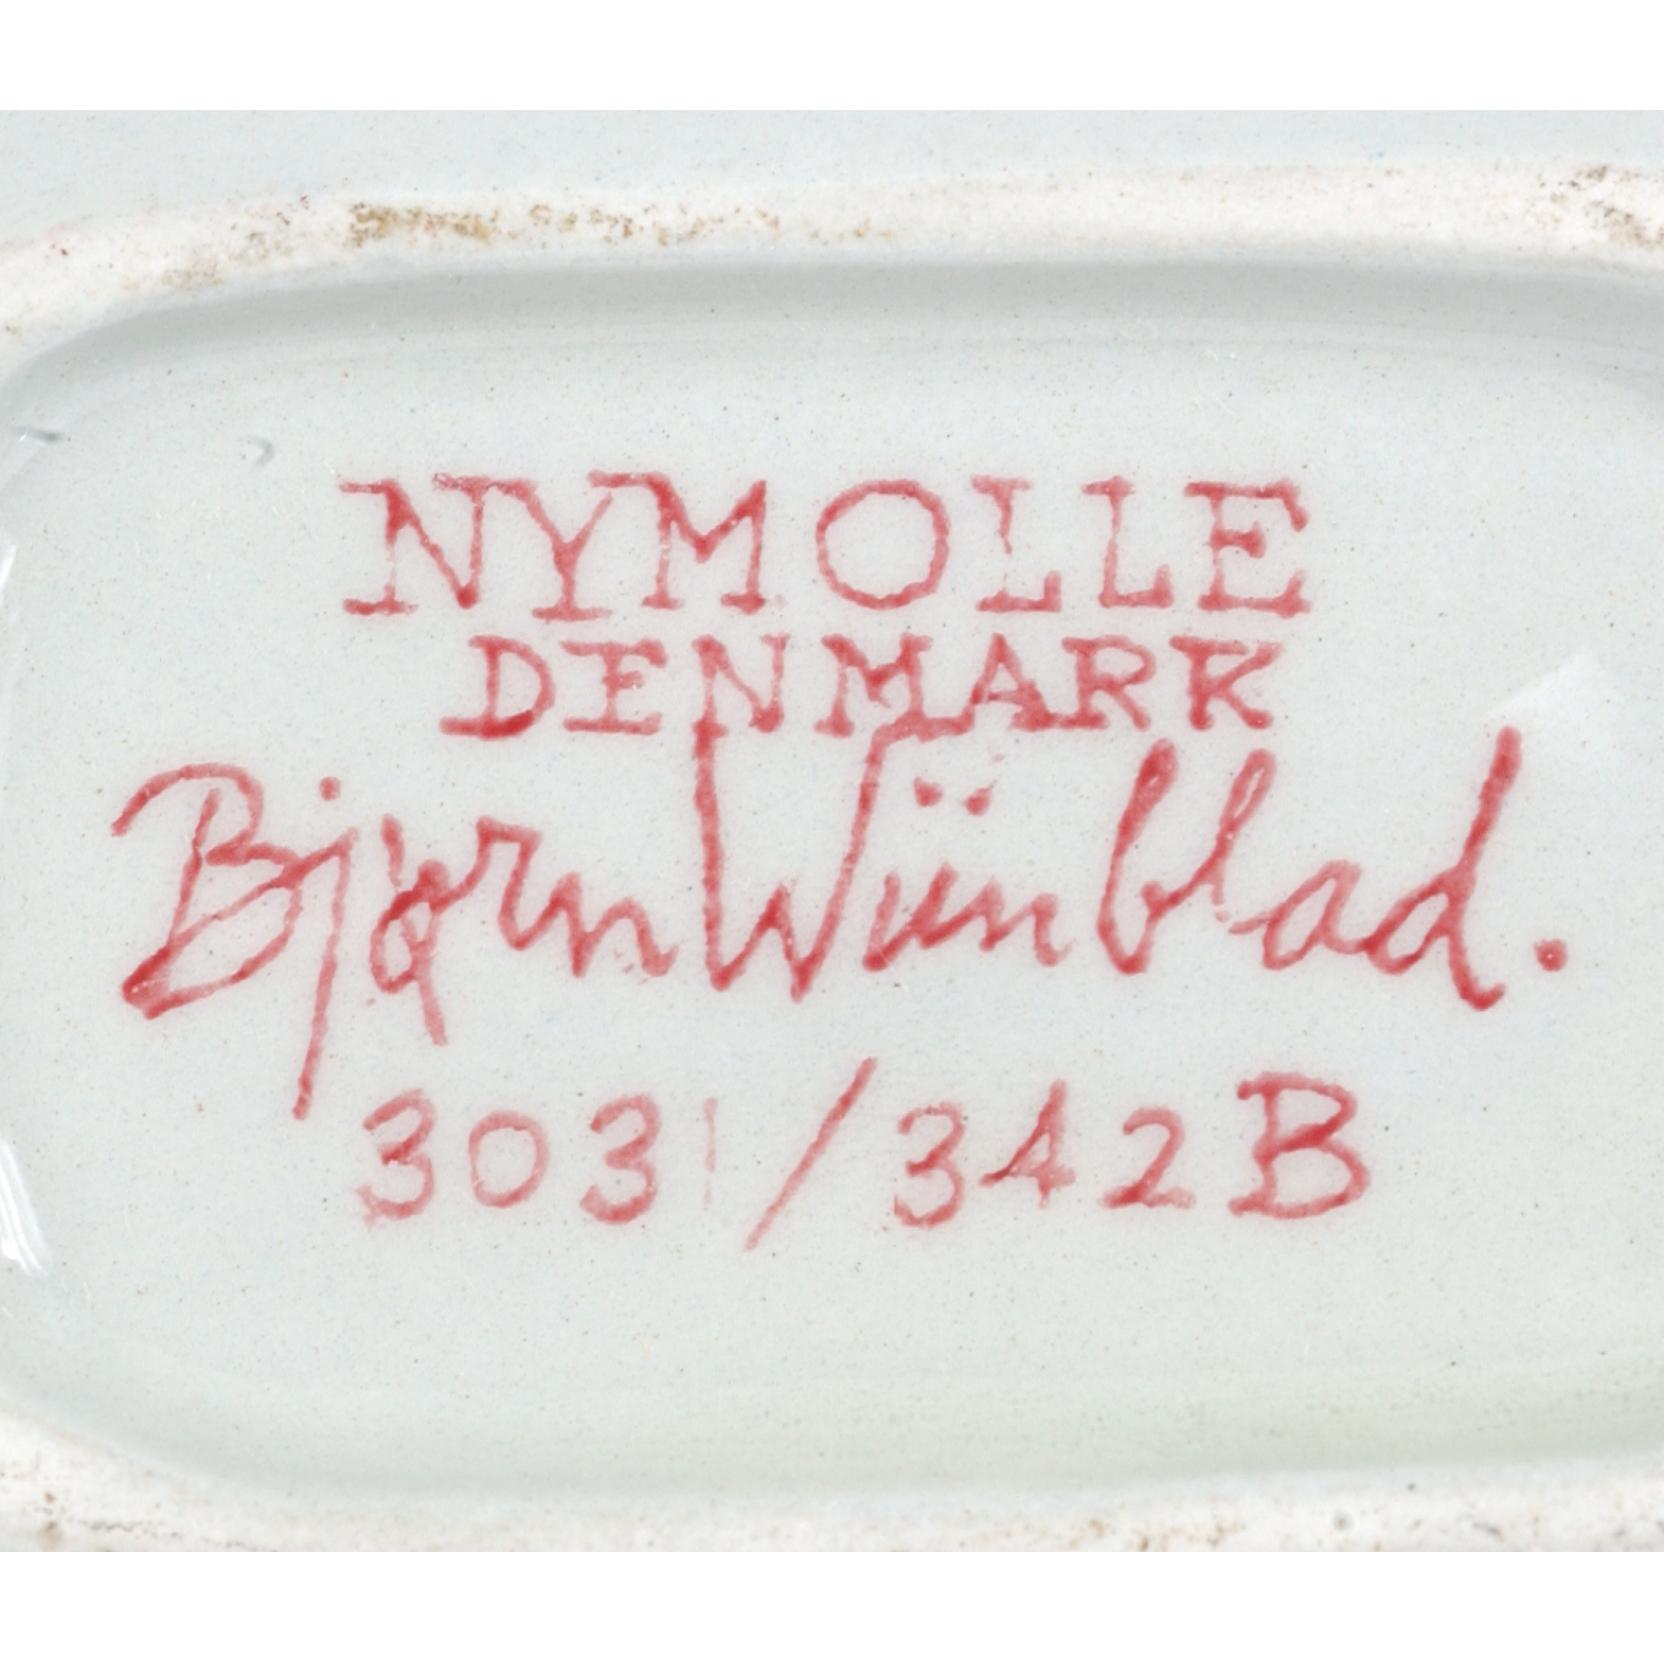 NYMOLLE
DENMARK
Bjørn Wiinblad.
3031/342B